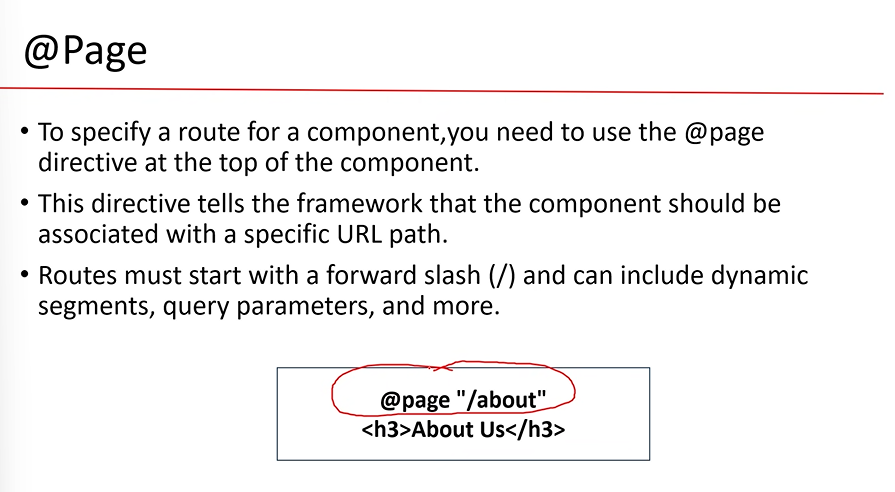 @Page
• To specify a route for a component,you need to use the @page
directive at the top of the component.
• This directive tells the framework that the component should be
associated with a specific URL path.
• Routes must start with a forward slash (/) and can include dynamic
segments, query parameters, and more.
@page "/about"
<h3>About Us</h3>